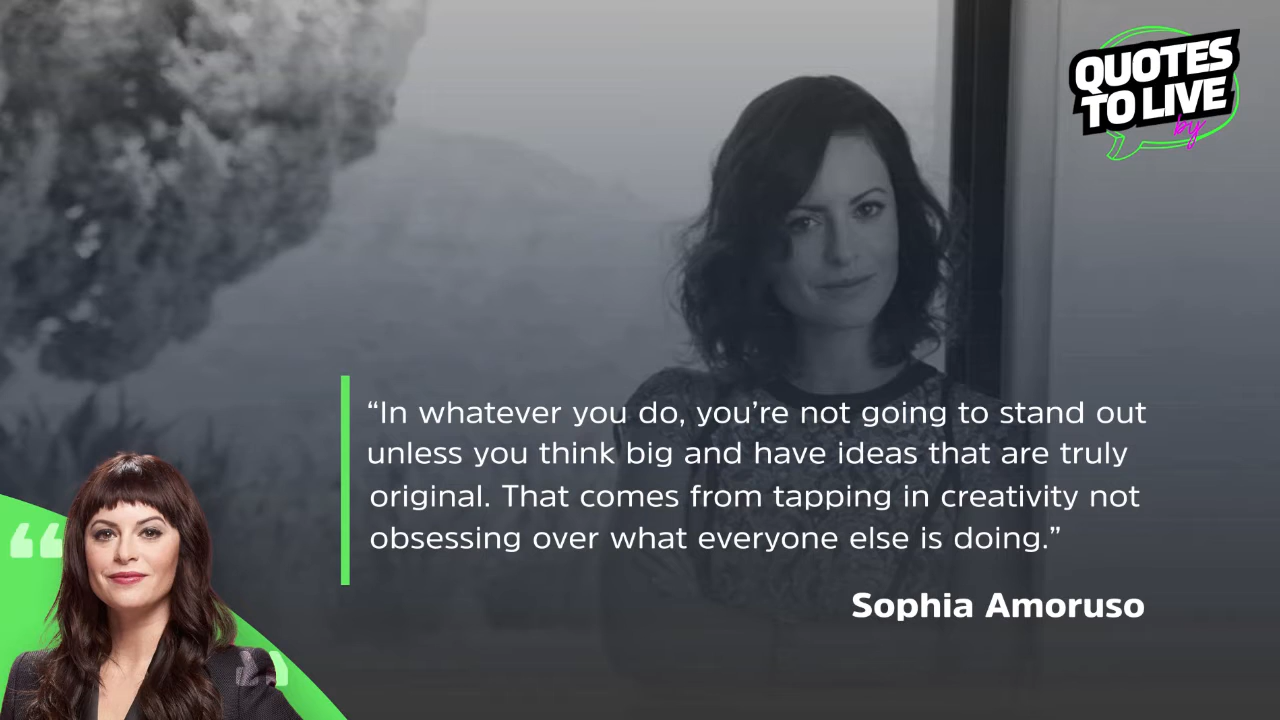 QUOTES
TO LIVE
by
“In whatever you do, you’re not going to stand out
unless you think big and have ideas that are truly
original. That comes from tapping in creativity not
obsessing over what everyone else is doing.”
Sophia Amoruso